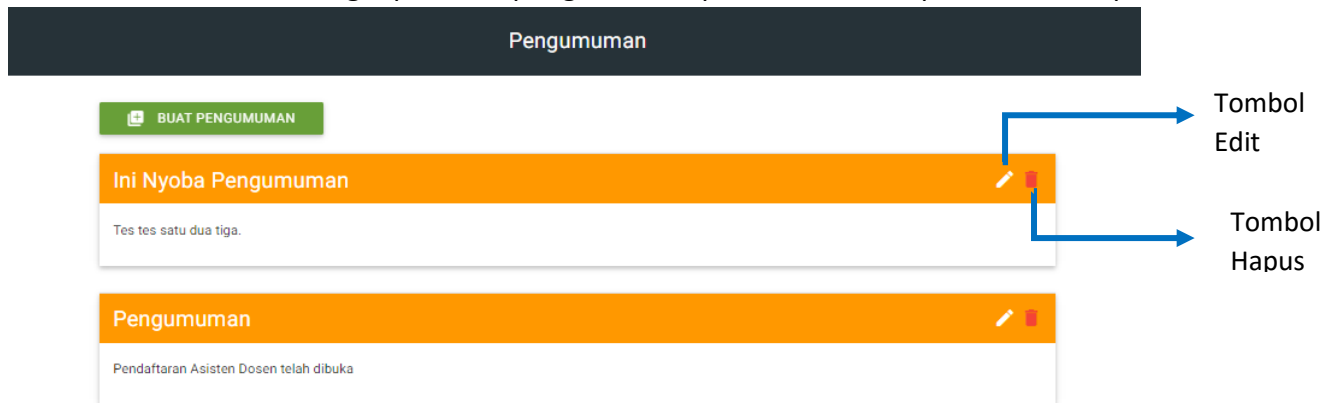 Pengumuman
BUAT PENGUMUMAN
Tombol
Edit
Ini Nyoba Pengumuman
Tes tes satu dua tiga.
Tombol
Hapus
Pengumuman
Pendaftaran Asisten Dosen telah dibuka